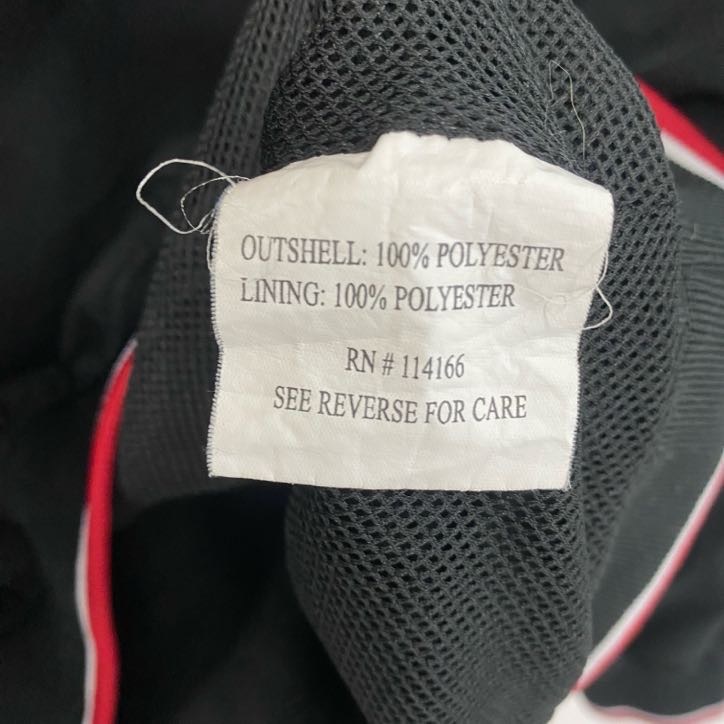 OUTSHELL: 100% POLYESTER
LINING: 100% POLYESTER
RN # 114166
SEE REVERSE FOR CARE